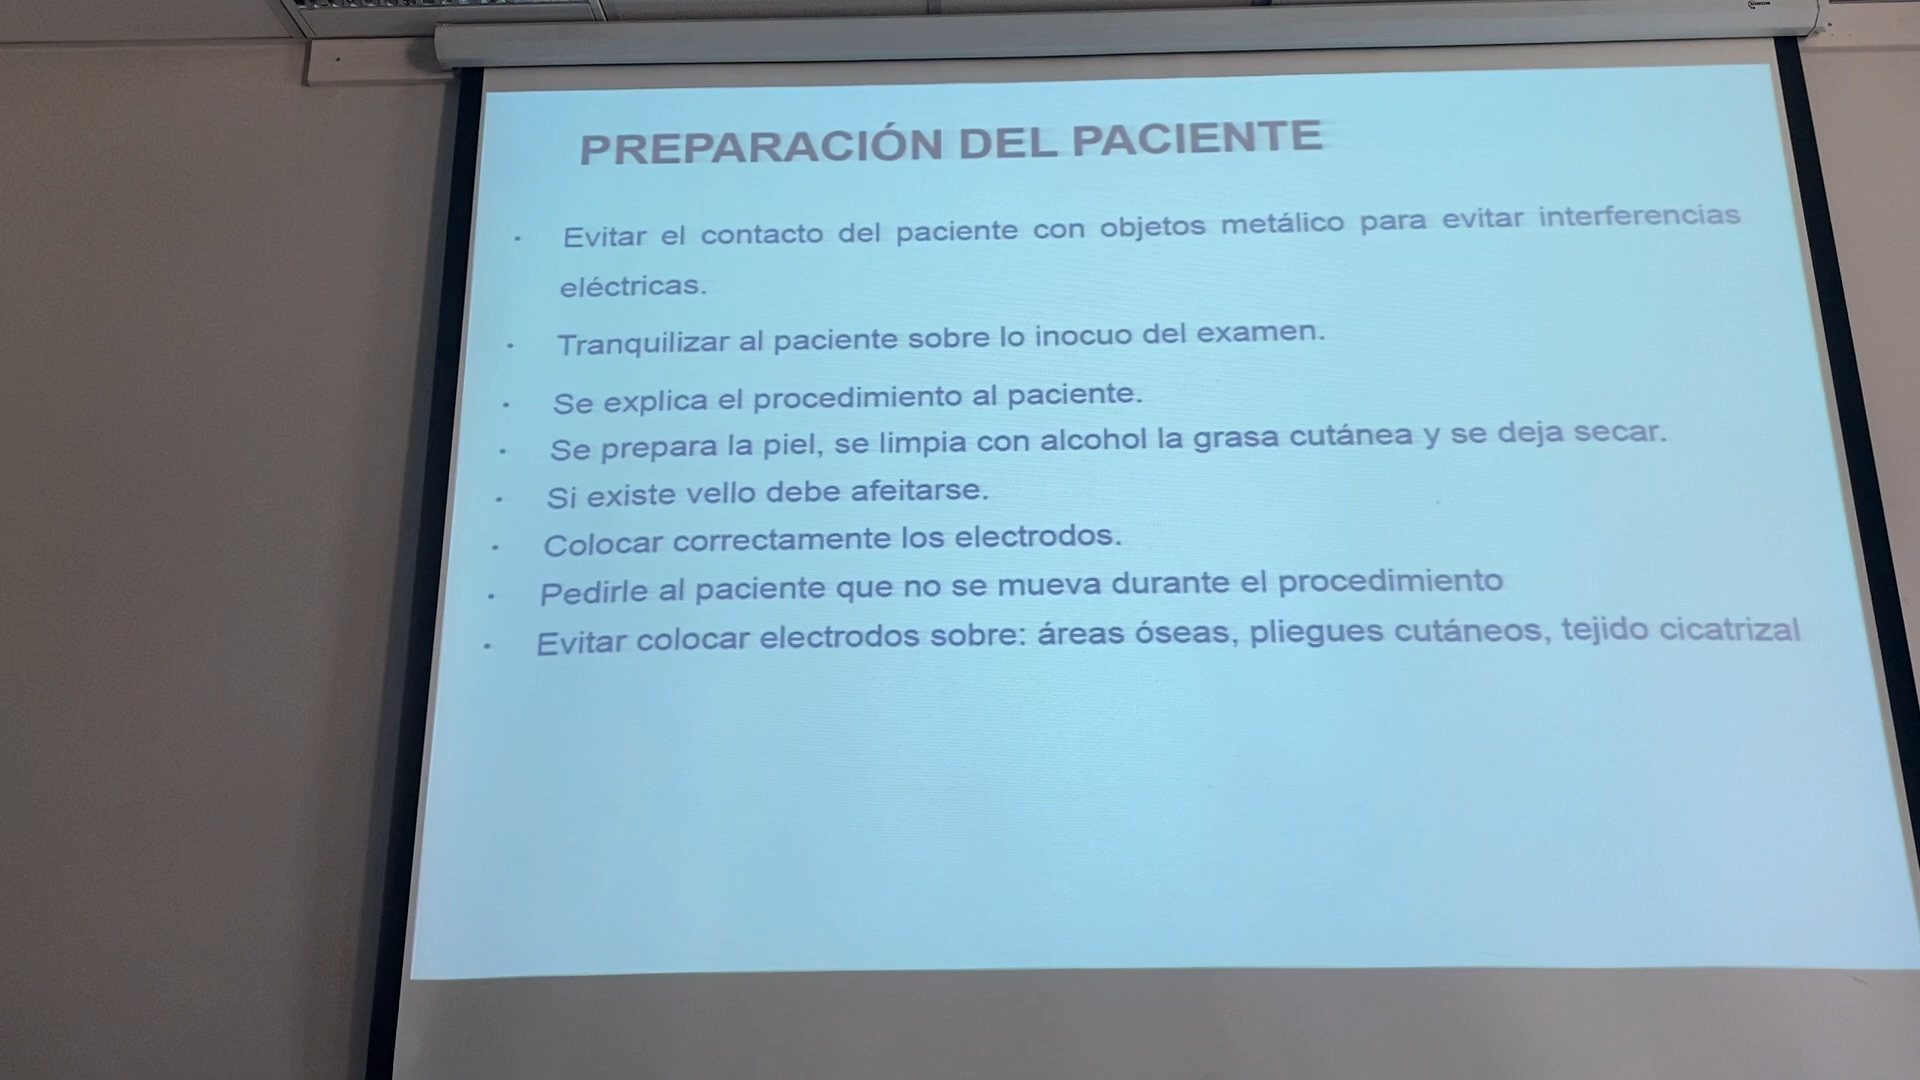 PREPARACIÓN DEL PACIENTE
· Evitar el contacto del paciente con objetos metálico para evitar interferencias
eléctricas.
· Tranquilizar al paciente sobre lo inocuo del examen.
· Se explica el procedimiento al paciente.
· Se prepara la piel, se limpia con alcohol la grasa cutánea y se deja secar.
· Si existe vello debe afeitarse.
· Colocar correctamente los electrodos.
· Pedirle al paciente que no se mueva durante el procedimiento
· Evitar colocar electrodos sobre: áreas óseas, pliegues cutáneos, tejido cicatrizal